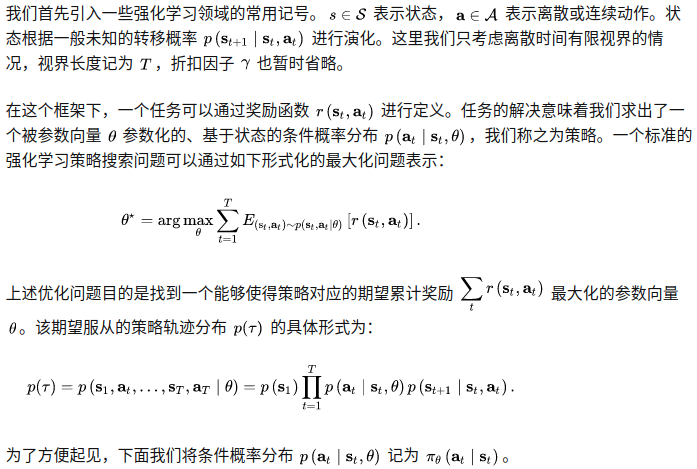 我们首先引入一些强化学习领域的常用记号。 $s \in \mathcal{S}$ 表示状态， $\mathbf{a} \in \mathcal{A}$ 表示离散或连续动作。状
态根据一般未知的转移概率 $p\left(\mathbf{s}_{t+1} \mid \mathbf{s}_t, \mathbf{a}_t\right)$ 进行演化。这里我们只考虑离散时间有限视界的情
况，视界长度记为 $T$ ，折扣因子 $\gamma$ 也暂时省略。
在这个框架下，一个任务可以通过奖励函数 $r\left(\mathbf{s}_t, \mathbf{a}_t\right)$ 进行定义。任务的解决意味着我们求出了一
个被参数向量 $\theta$ 参数化的、基于状态的条件概率分布 $p\left(\mathbf{a}_t \mid \mathbf{s}_t, \theta\right)$ ，我们称之为策略。一个标准的
强化学习策略搜索问题可以通过如下形式化的最大化问题表示：
$\theta^{\star} = \arg\max_{\theta} \sum_{t=1}^{T} E_{(\mathbf{s}_t, \mathbf{a}_t) \sim p(\mathbf{s}_t, \mathbf{a}_t \mid \theta)}\left[r\left(\mathbf{s}_t, \mathbf{a}_t\right)\right].$
上述优化问题目的是找到一个能够使得策略对应的期望累计奖励 $\sum_{t} r\left(\mathbf{s}_t, \mathbf{a}_t\right)$ 最大化的参数向量
$\theta$ 。该期望服从的策略轨迹分布 $p(\tau)$ 的具体形式为：
$p(\tau) = p\left(\mathbf{s}_1, \mathbf{a}_t, \ldots, \mathbf{s}_T, \mathbf{a}_T \mid \theta\right) = p\left(\mathbf{s}_1\right) \prod_{t=1}^{T} p\left(\mathbf{a}_t \mid \mathbf{s}_t, \theta\right) p\left(\mathbf{s}_{t+1} \mid \mathbf{s}_t, \mathbf{a}_t\right).$
为了方便起见，下面我们将条件概率分布 $p\left(\mathbf{a}_t \mid \mathbf{s}_t, \theta\right)$ 记为 $\pi_{\theta}\left(\mathbf{a}_t \mid \mathbf{s}_t\right)$ 。